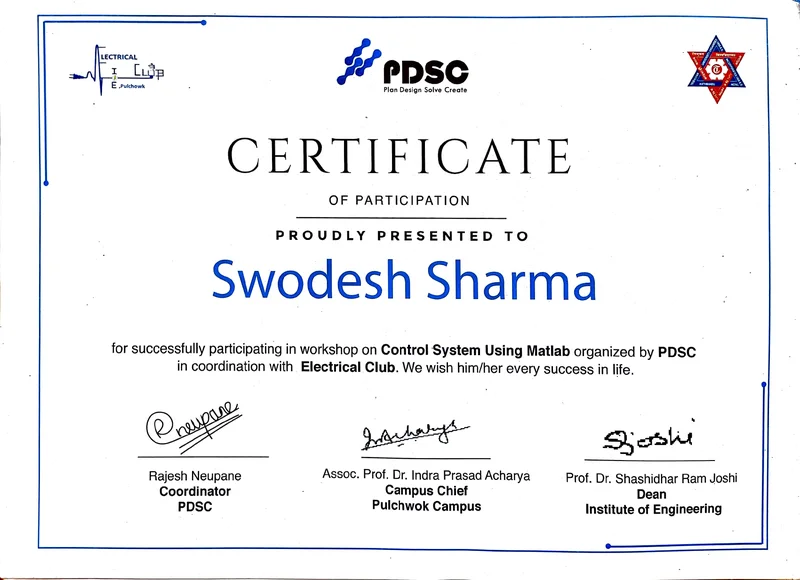 ELECTRICAL
CLUB
IOE, Pulchowk
PDSC
Plan Design Solve Create
CERTIFICATE
OF PARTICIPATION
PROUDLY PRESENTED TO
Swodesh Sharma
for successfully participating in workshop on Control System Using Matlab organized by PDSC
in coordination with Electrical Club. We wish him/her every success in life.
Rneupane
Rajesh Neupane
Coordinator
PDSC
Assoc. Prof. Dr. Indra Prasad Acharya
Campus Chief
Pulchwok Campus
Prof. Dr. Shashidhar Ram Joshi
Dean
Institute of Engineering